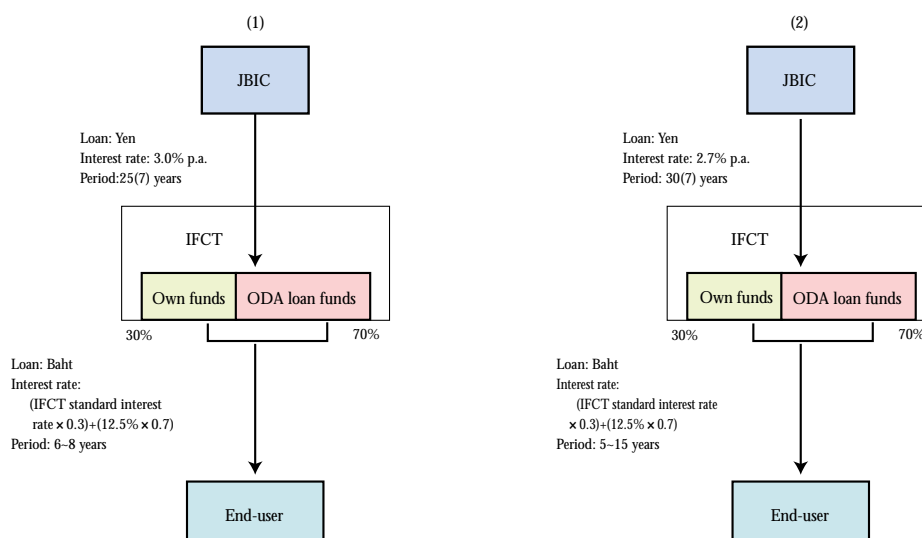 (1)
JBIC
Loan: Yen
Interest rate: 3.0% p.a.
Period:25(7) years
IFCT
Own funds
ODA loan funds
30%
70%
Loan: Baht
Interest rate:
(IFCT standard interest
rate × 0.3)+(12.5% × 0.7)
Period: 6~8 years
End-user
(2)
JBIC
Loan: Yen
Interest rate: 2.7% p.a.
Period: 30(7) years
IFCT
Own funds
ODA loan funds
30%
70%
Loan: Baht
Interest rate:
(IFCT standard interest rate
× 0.3)+(12.5% × 0.7)
Period: 5~15 years
End-user